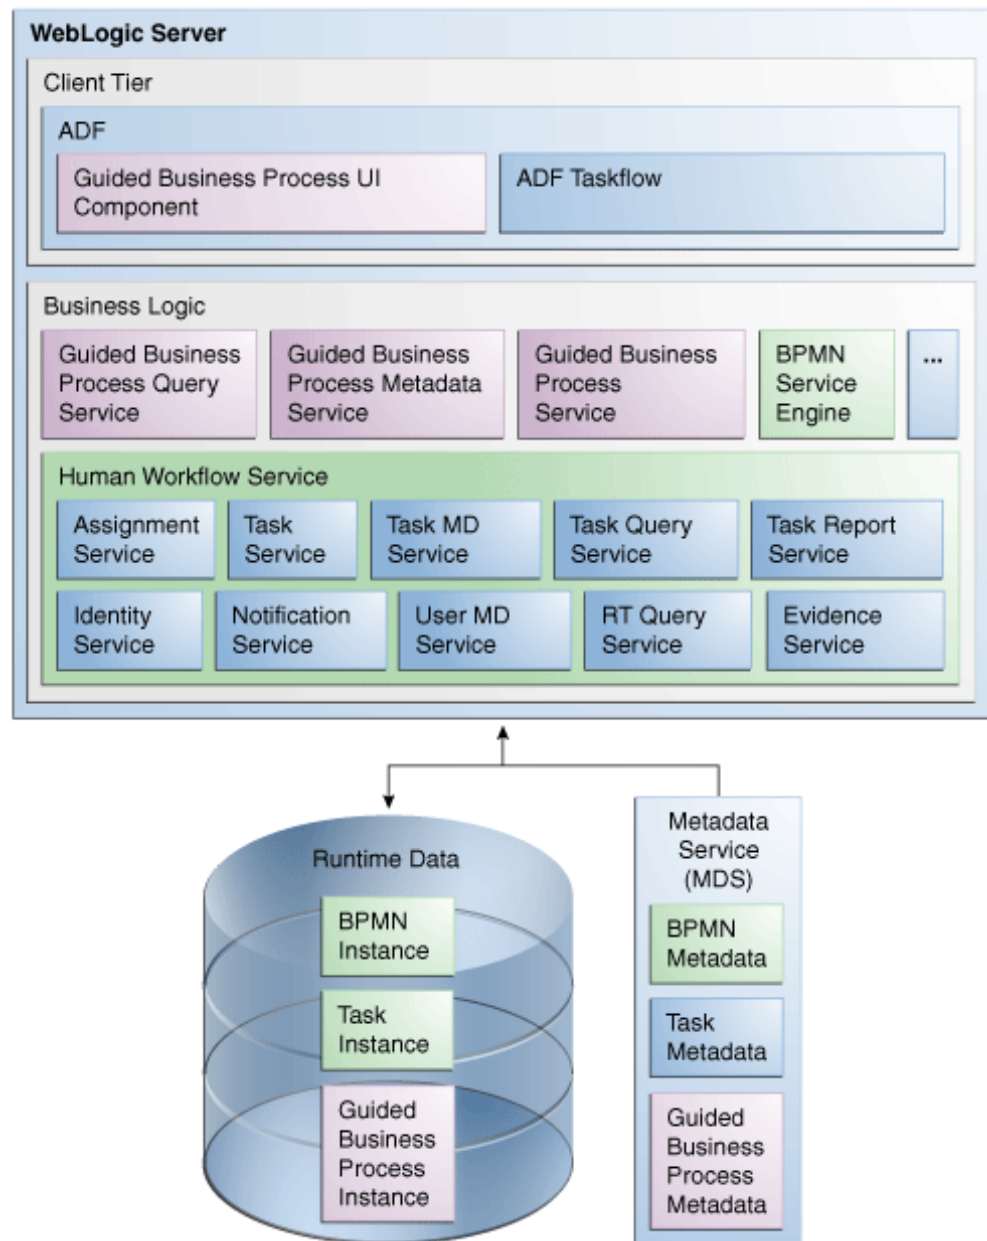 WebLogic Server
Client Tier
ADF
Guided Business Process UI
Component
ADF Taskflow
Business Logic
Guided Business
Process Query
Service
Guided Business
Process Metadata
Service
Guided Business
Process
Service
BPMN
Service
Engine
...
Human Workflow Service
Assignment
Service
Task
Service
Task MD
Service
Task Query
Service
Task Report
Service
Identity
Service
Notification
Service
User MD
Service
RT Query
Service
Evidence
Service
Runtime Data
BPMN
Instance
Task
Instance
Guided
Business
Process
Instance
Metadata
Service
(MDS)
BPMN
Metadata
Task
Metadata
Guided
Business
Process
Metadata